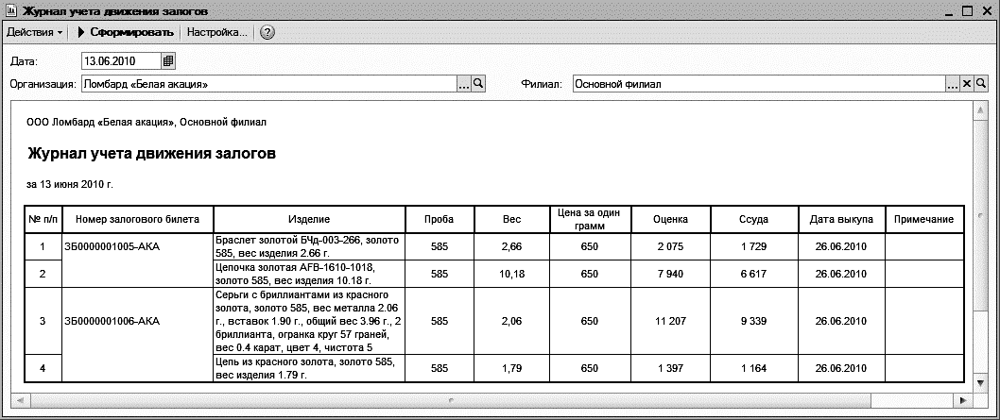 Журнал учета движения залогов
Действия Сформировать Настройка... ?
Дата: 13.06.2010
Организация: Ломбард «Белая акация» ... Филиал: Основной филиал ...
ООО Ломбард «Белая акация», Основной филиал
Журнал учета движения залогов
за 13 июня 2010 г.
№ п/п Номер залогового билета Изделие Проба Вес Цена за один грамм Оценка Ссуда Дата выкупа Примечание
1 ЗБ0000001005-АКА Браслет золотой БЧд-003-266, золото
585, вес изделия 2.66 г. 585 2,66 650 2 075 1 729 26.06.2010
2 Цепочка золотая AFB-1610-1018,
золото 585, вес изделия 10.18 г. 585 10,18 650 7 940 6 617 26.06.2010
3 ЗБ0000001006-АКА Серьги с бриллиантами из красного
золота, золото 585, вес металла 2.06
г., вставок 1.90 г., общий вес 3.96 г., 2
бриллианта, огранка круг 57 граней,
вес 0.4 карат, цвет 4, чистота 5 585 2,06 650 11 207 9 339 26.06.2010
4 Цепь из красного золота, золото 585,
вес изделия 1.79 г. 585 1,79 650 1 397 1 164 26.06.2010